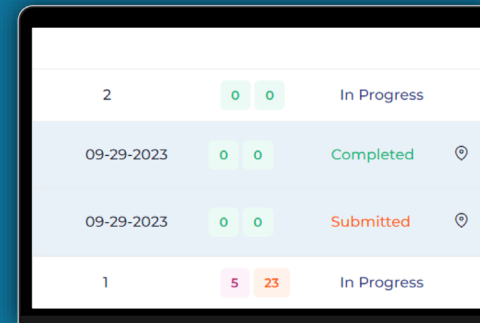 2 0 0 In Progress
09-29-2023 0 0 Completed
09-29-2023 0 0 Submitted
1 5 23 In Progress